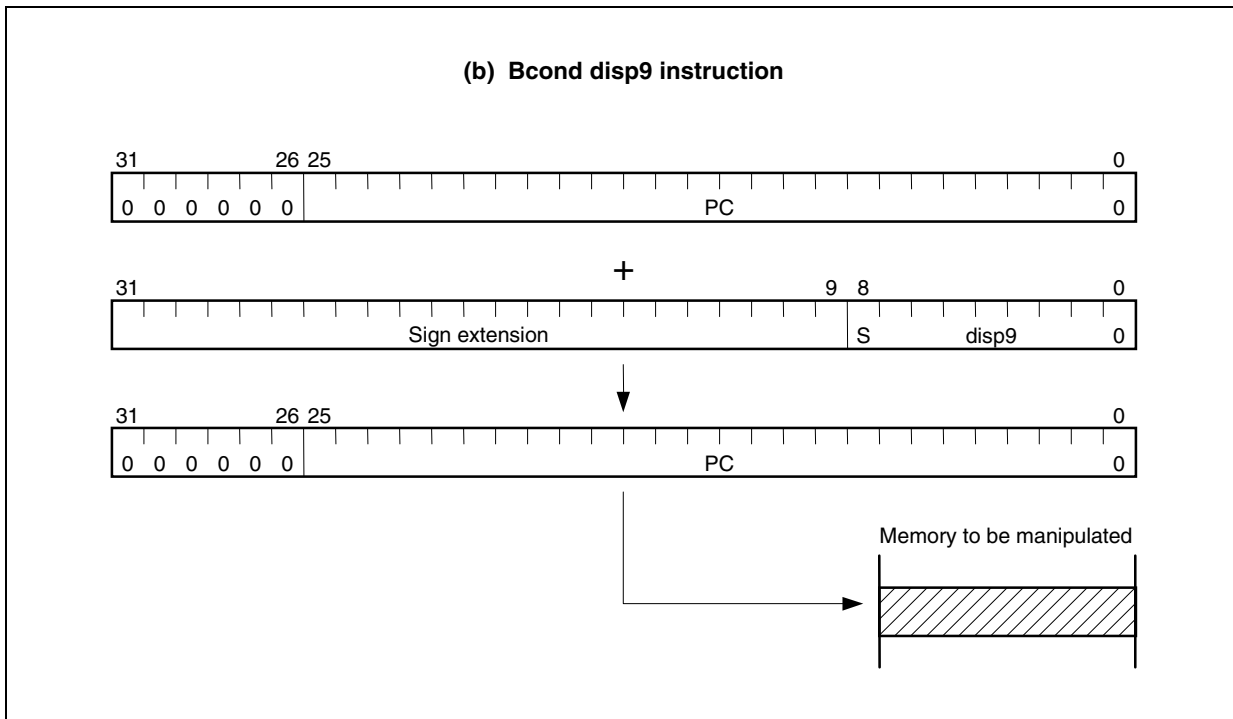 (b) Bcond disp9 instruction
31 26 25 0
0 0 0 0 0 0 PC 0
+
31 9 8 0
Sign extension S disp9 0
31 26 25 0
0 0 0 0 0 0 PC 0
Memory to be manipulated